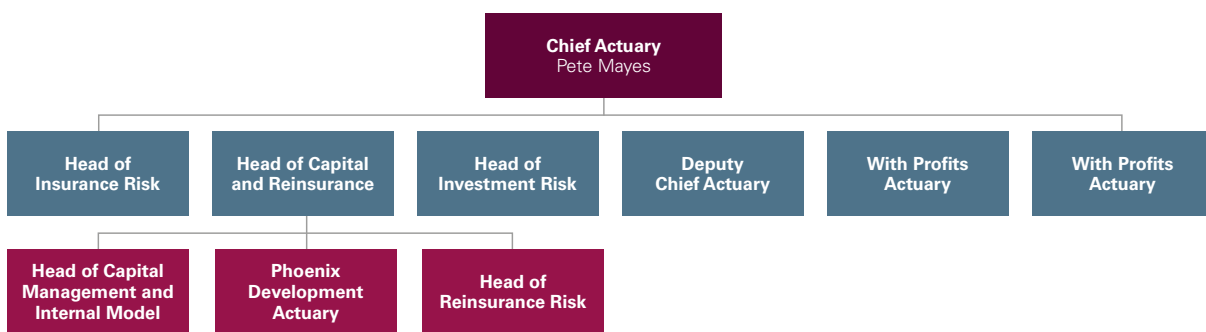 Chief Actuary
Pete Mayes
Head of
Insurance Risk
Head of Capital
and Reinsurance
Head of
Investment Risk
Deputy
Chief Actuary
With Profits
Actuary
With Profits
Actuary
Head of Capital
Management and
Internal Model
Phoenix
Development
Actuary
Head of
Reinsurance Risk